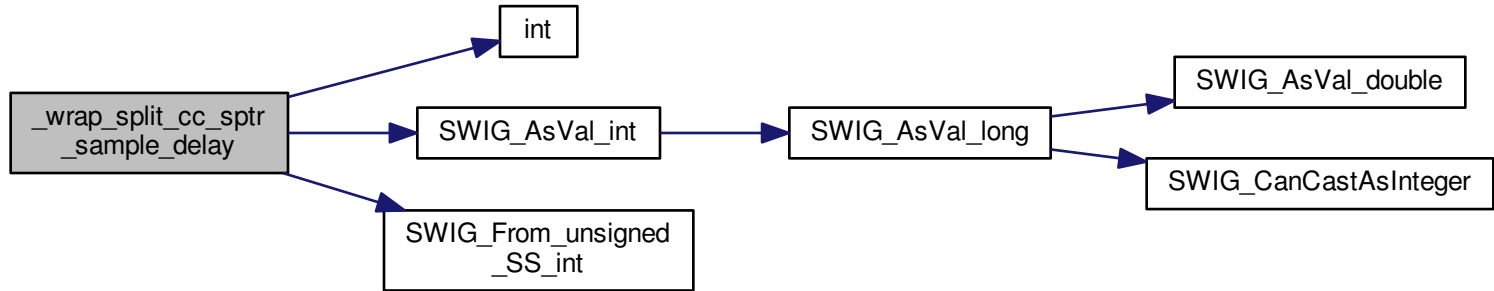 int
_wrap_split_cc_sptr
_sample_delay
SWIG_AsVal_int
SWIG_AsVal_long
SWIG_AsVal_double
SWIG_CanCastAsInteger
SWIG_From_unsigned
_SS_int